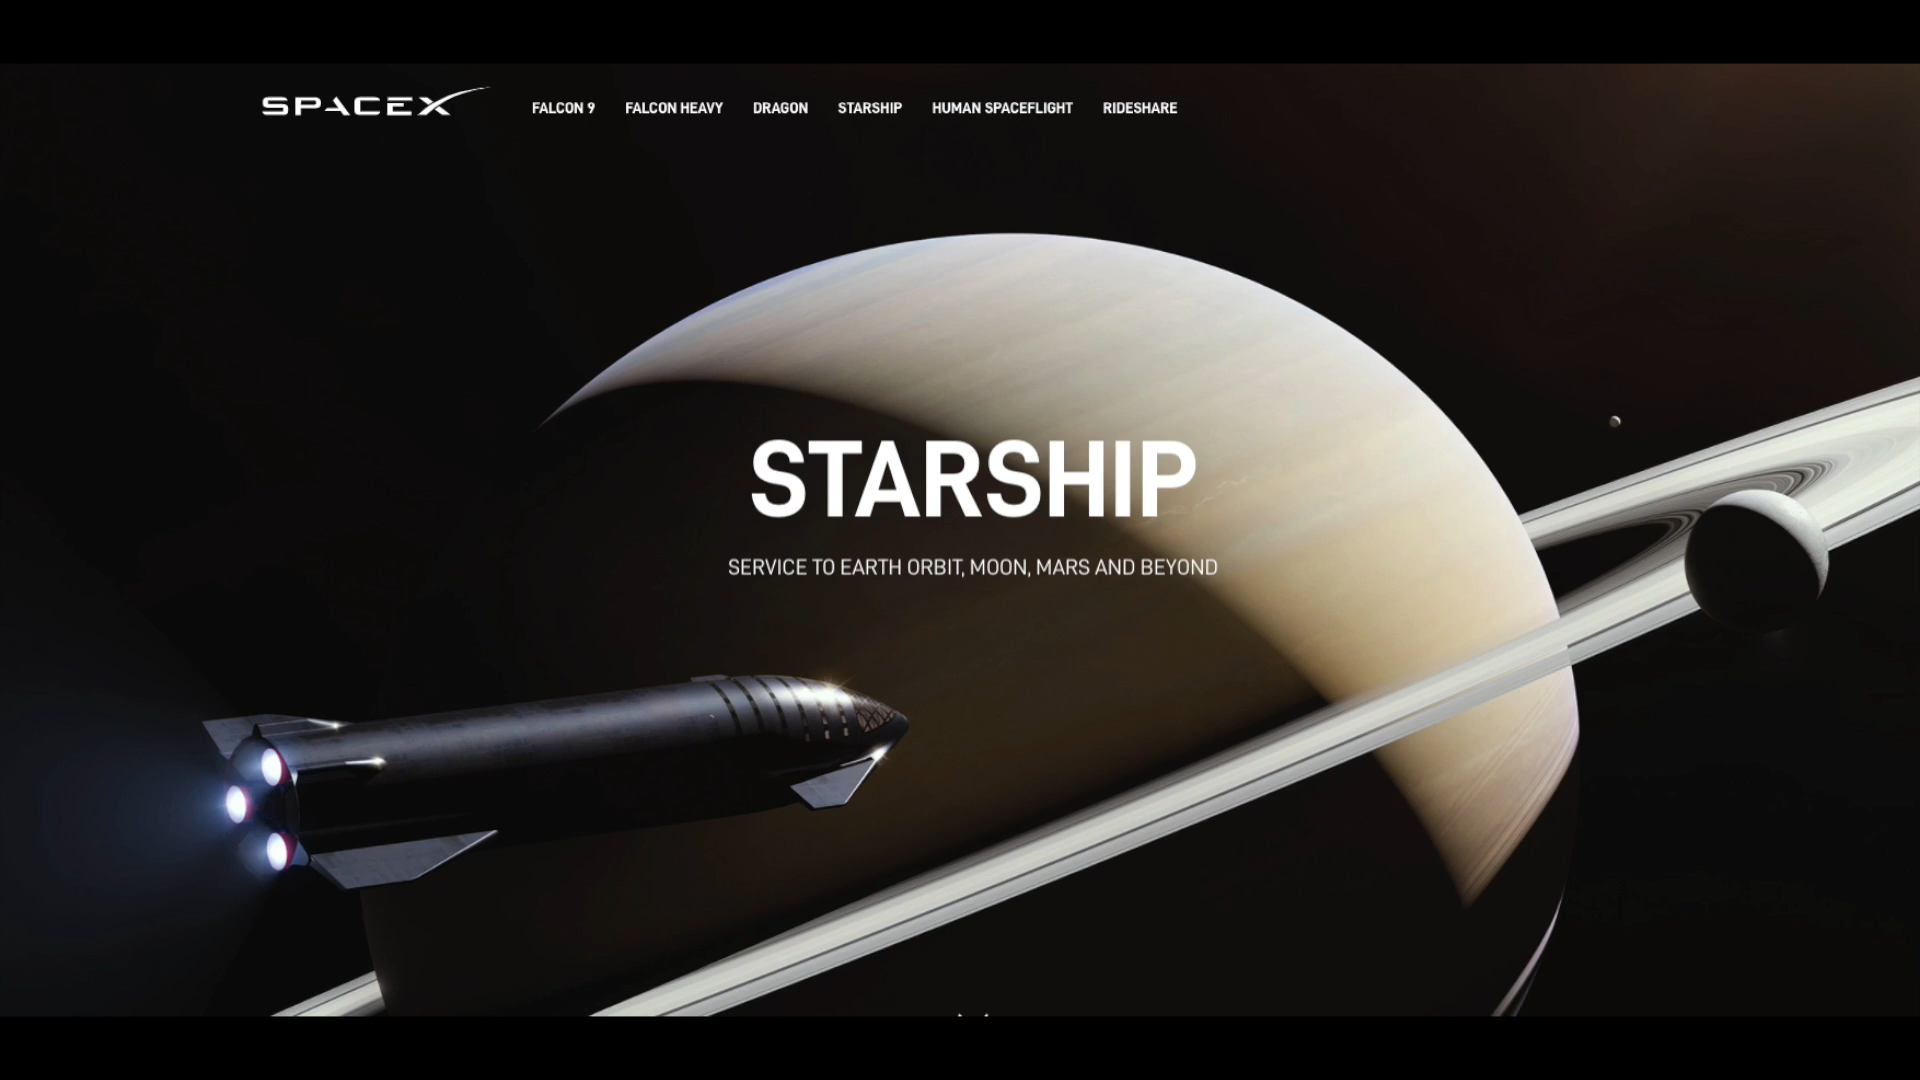 SPACEX
FALCON 9 FALCON HEAVY DRAGON STARSHIP HUMAN SPACEFLIGHT RIDESHARE
STARSHIP
SERVICE TO EARTH ORBIT, MOON, MARS AND BEYOND